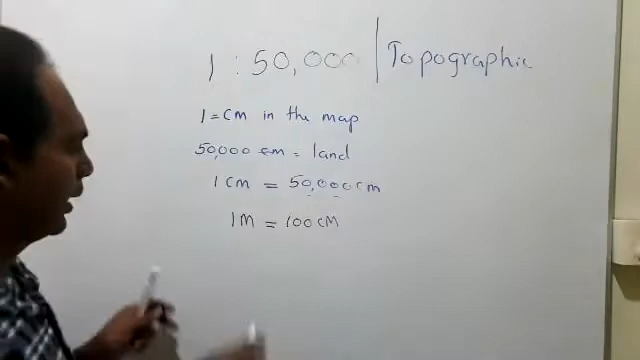 1 : 50,000 | Topographic
1 = CM in the map
50,000 cm = land
1 CM = 50,000 cm
1 M = 100 CM